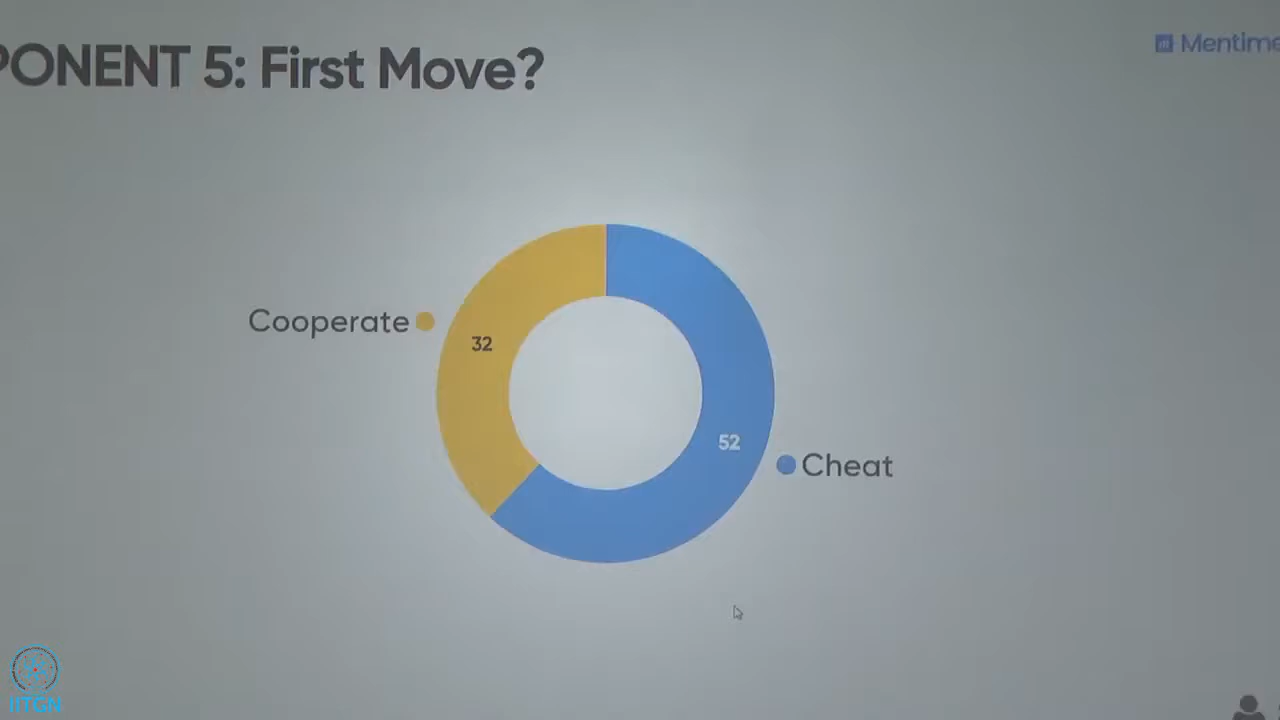 PONENT 5: First Move?
Mentime
Cooperate
32
52
Cheat
IITGN